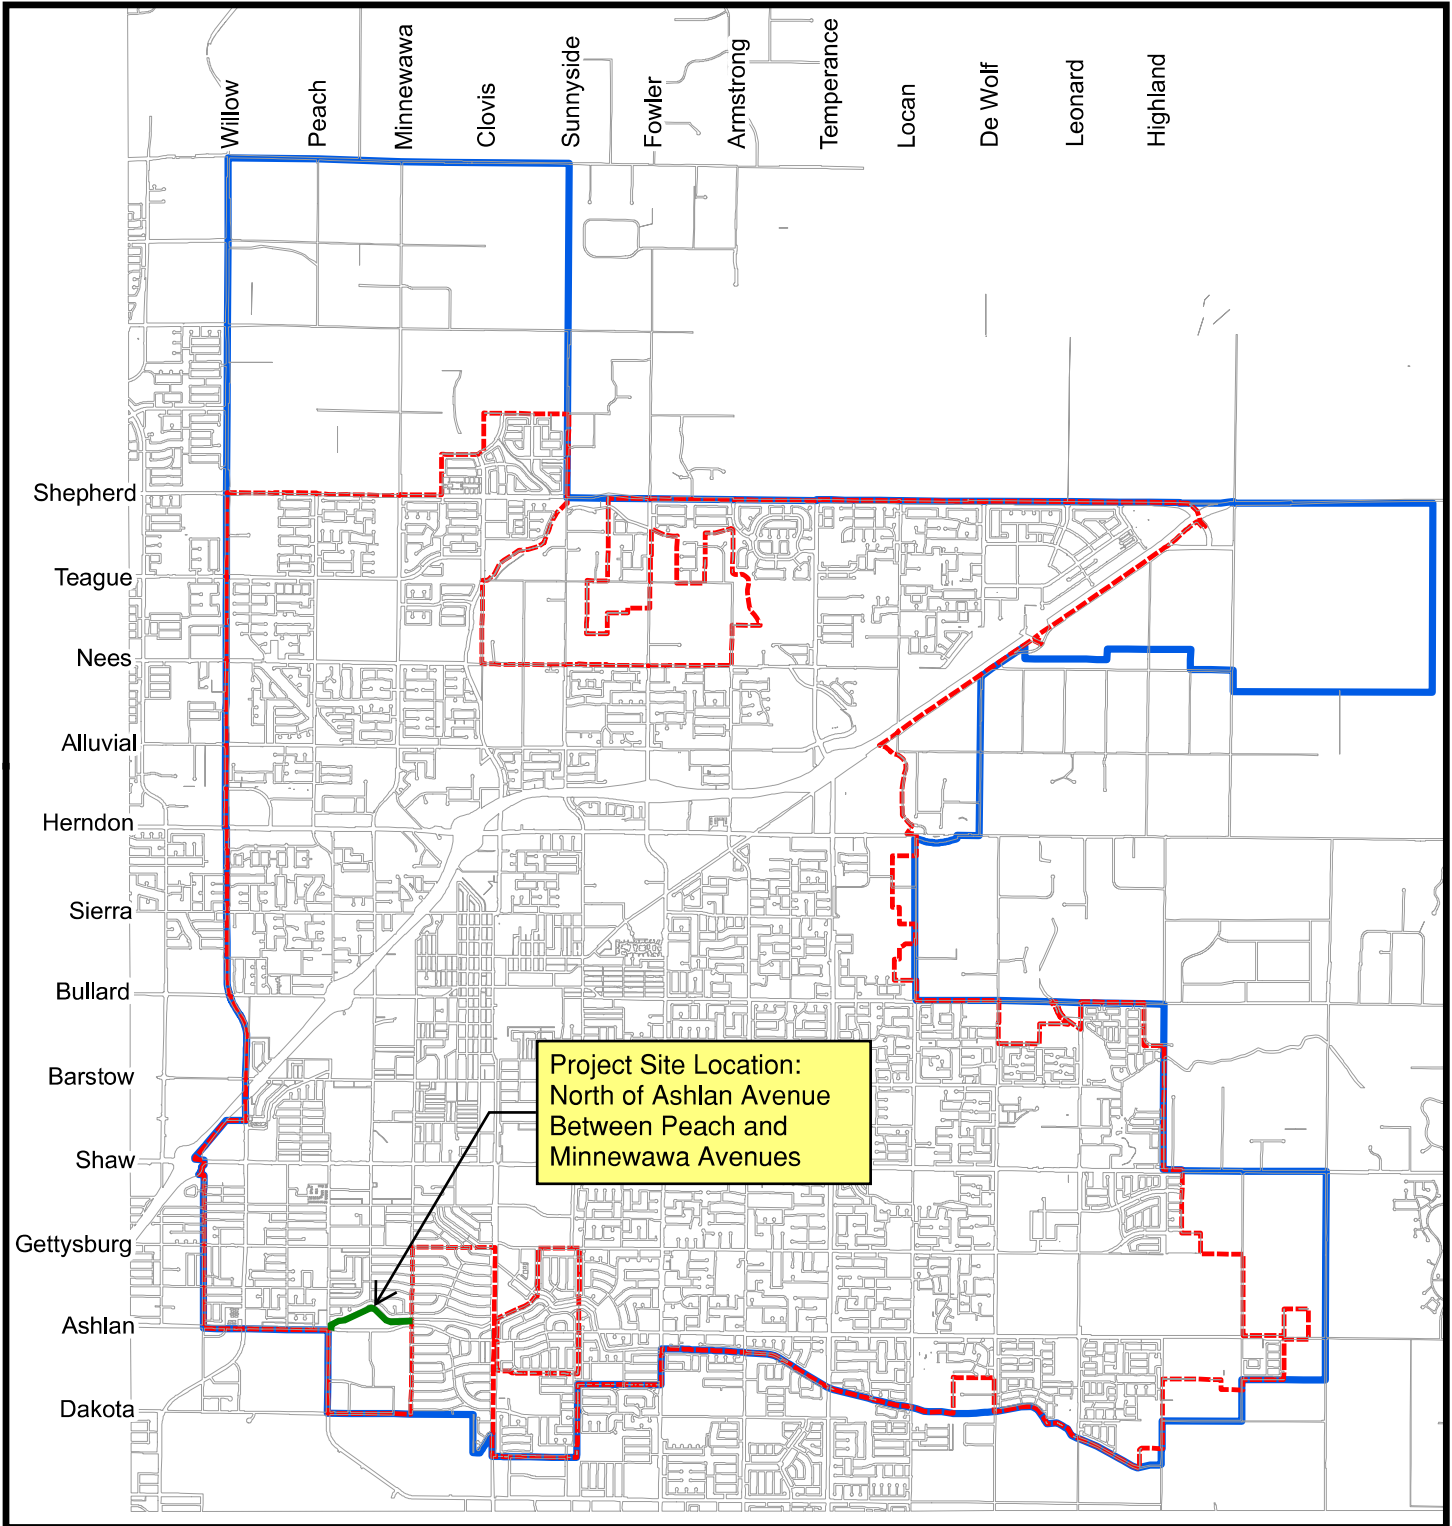 Willow
Peach
Minnewawa
Clovis
Sunnyside
Fowler
Armstrong
Temperance
Locan
De Wolf
Leonard
Highland
Shepherd
Teague
Nees
Alluvial
Herndon
Sierra
Bullard
Barstow
Shaw
Gettysburg
Ashlan
Dakota
Project Site Location:
North of Ashlan Avenue
Between Peach and
Minnewawa Avenues